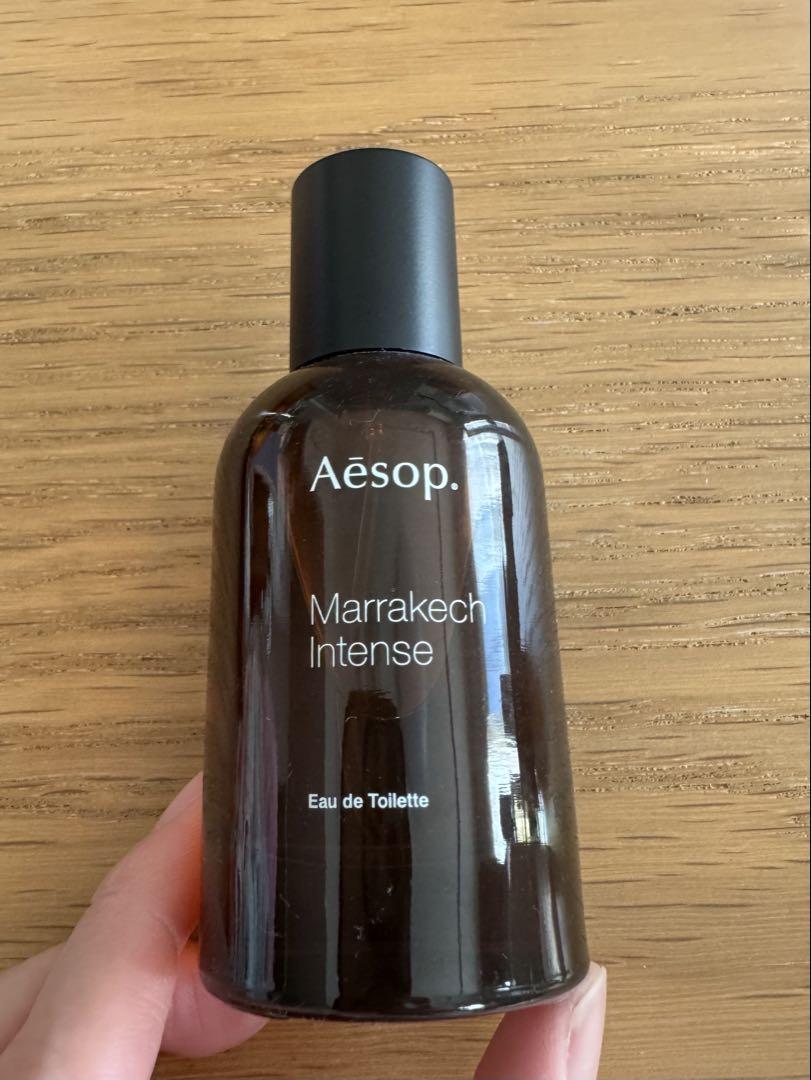 Aēsop.®
Marrakech
Intense
Eau de Toilette